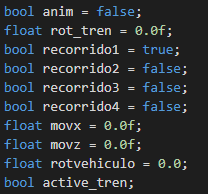 bool anim = false;
float rot_tren = 0.0f;
bool recorrido1 = true;
bool recorrido2 = false;
bool recorrido3 = false;
bool recorrido4 = false;
float movx = 0.0f;
float movz = 0.0f;
float rotvehiculo = 0.0;
bool active_tren;